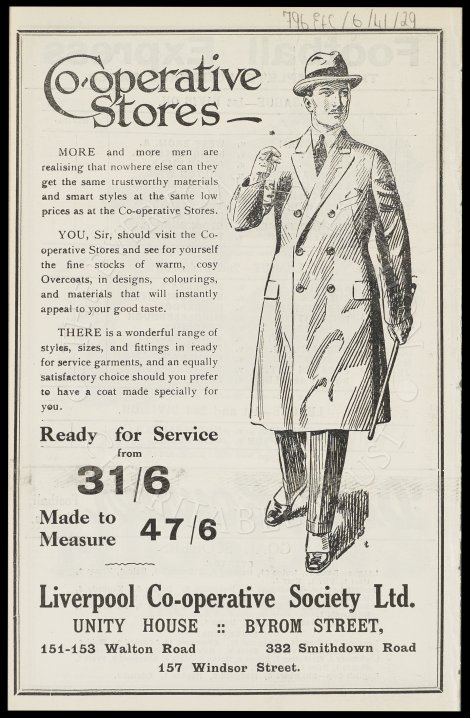 796 EFC/6/41/29
Co-operative
Stores —
MORE and more men are
realising that nowhere else can they
get the same trustworthy materials
and smart styles at the same low
prices as at the Co-operative Stores.
YOU, Sir, should visit the Co-
operative Stores and see for yourself
the fine stocks of warm, cosy
Overcoats, in designs, colourings,
and materials that will instantly
appeal to your good taste.
THERE is a wonderful range of
styles, sizes, and fittings in ready
for service garments, and an equally
satisfactory choice should you prefer
to have a coat made specially for
you.
Ready for Service
from
31/6
Made to
Measure 47/6
Liverpool Co-operative Society Ltd.
UNITY HOUSE :: BYROM STREET,
151-153 Walton Road 332 Smithdown Road
157 Windsor Street.